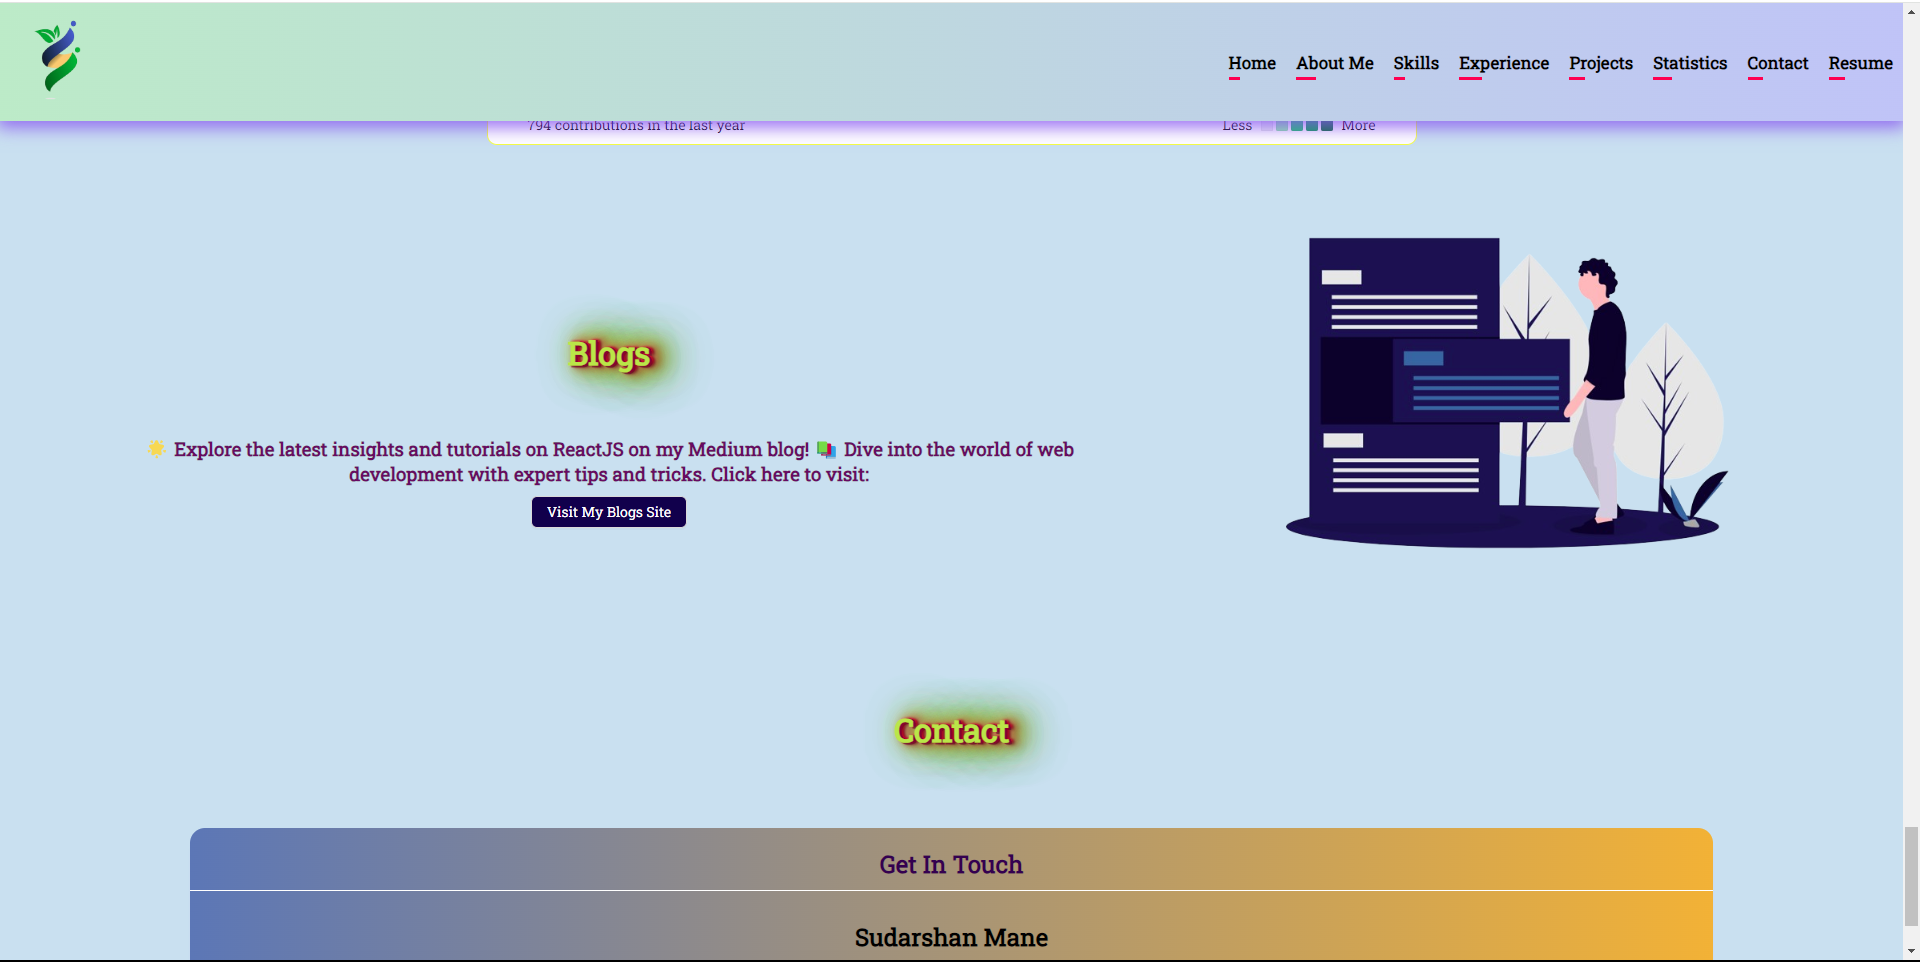 Home About Me Skills Experience Projects Statistics Contact Resume
794 contributions in the last year Less More
Blogs
🌟 Explore the latest insights and tutorials on ReactJS on my Medium blog! 📚 Dive into the world of web
development with expert tips and tricks. Click here to visit:
Visit My Blogs Site
Contact
Get In Touch
Sudarshan Mane